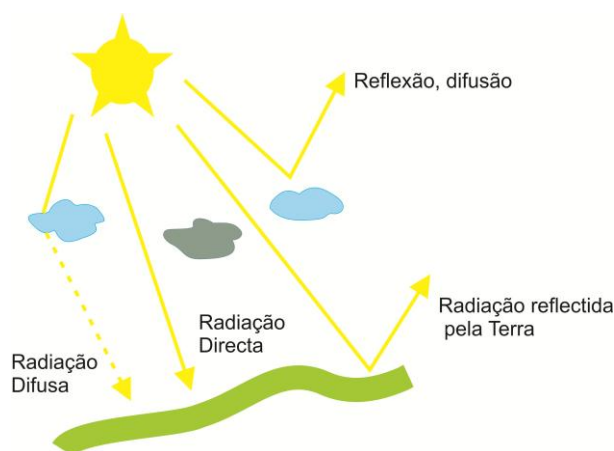 Reflexão, difusão
Radiação reflectida
pela Terra
Radiação
Directa
Radiação
Difusa